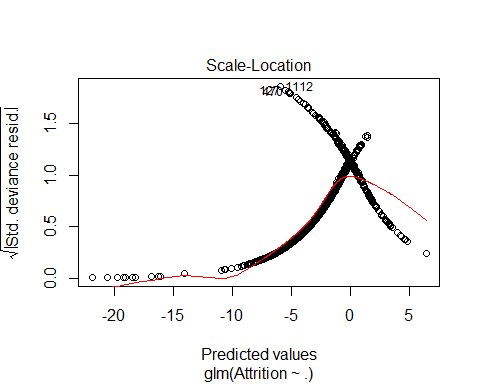 Scale-Location
√|Std. deviance resid.|
1112
0.0 0.5 1.0 1.5
-20 -15 -10 -5 0 5
Predicted values
glm(Attrition ~ .)